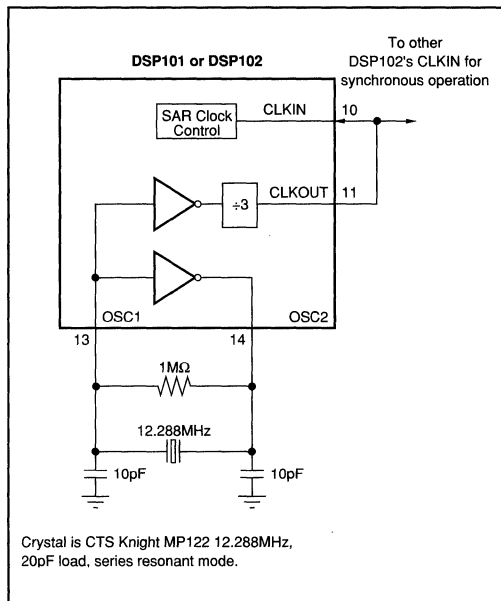 To other
DSP102's CLKIN for
synchronous operation
DSP101 or DSP102
SAR Clock
Control
CLKIN
10
÷3
CLKOUT
11
OSC1
OSC2
13
14
1MΩ
12.288MHz
10pF
10pF
Crystal is CTS Knight MP122 12.288MHz,
20pF load, series resonant mode.